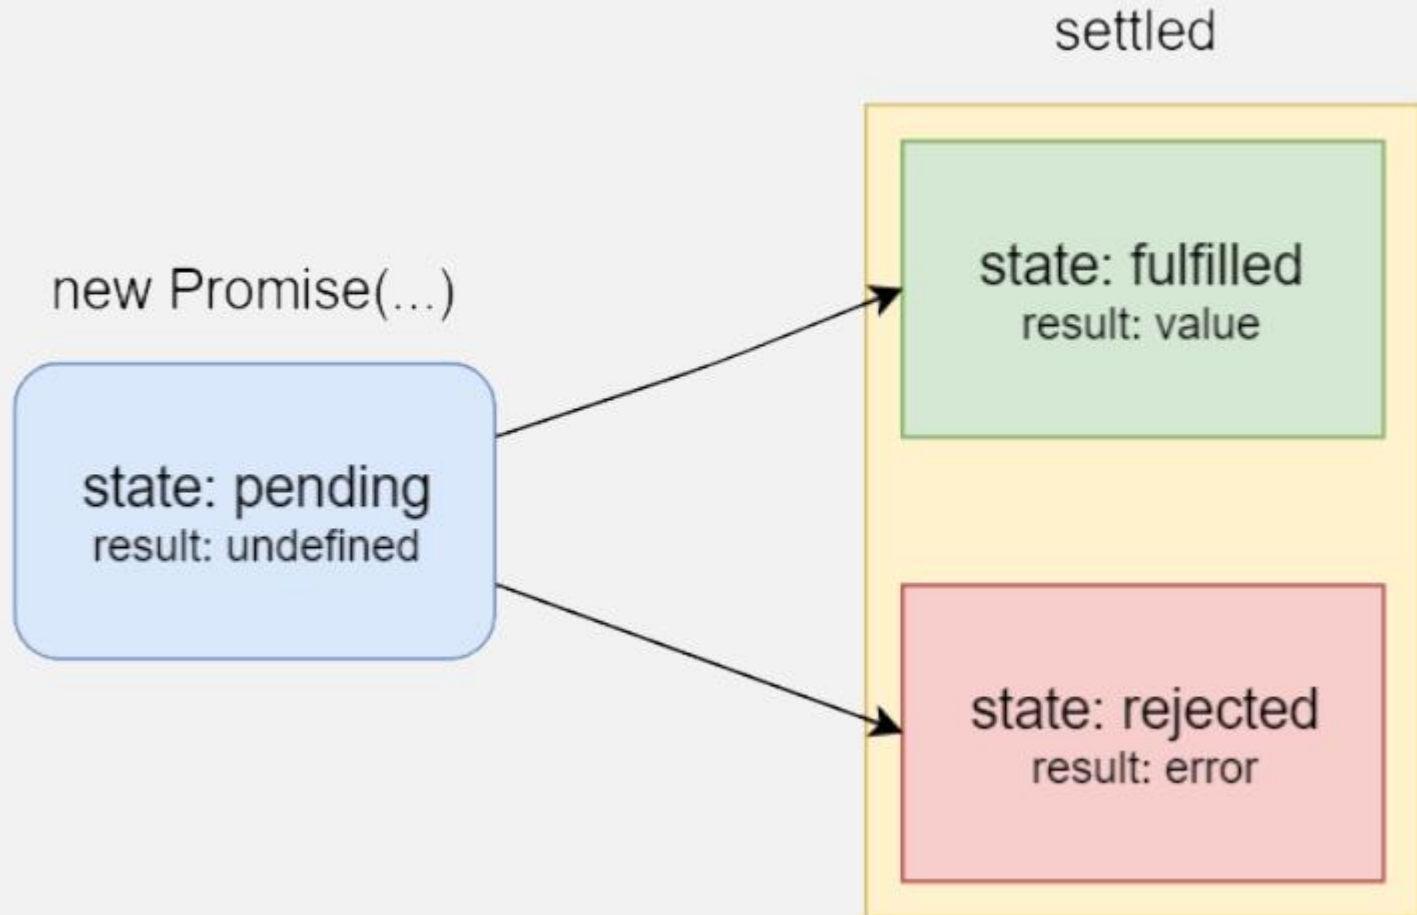 settled
new Promise(...)
state: pending
result: undefined
state: fulfilled
result: value
state: rejected
result: error